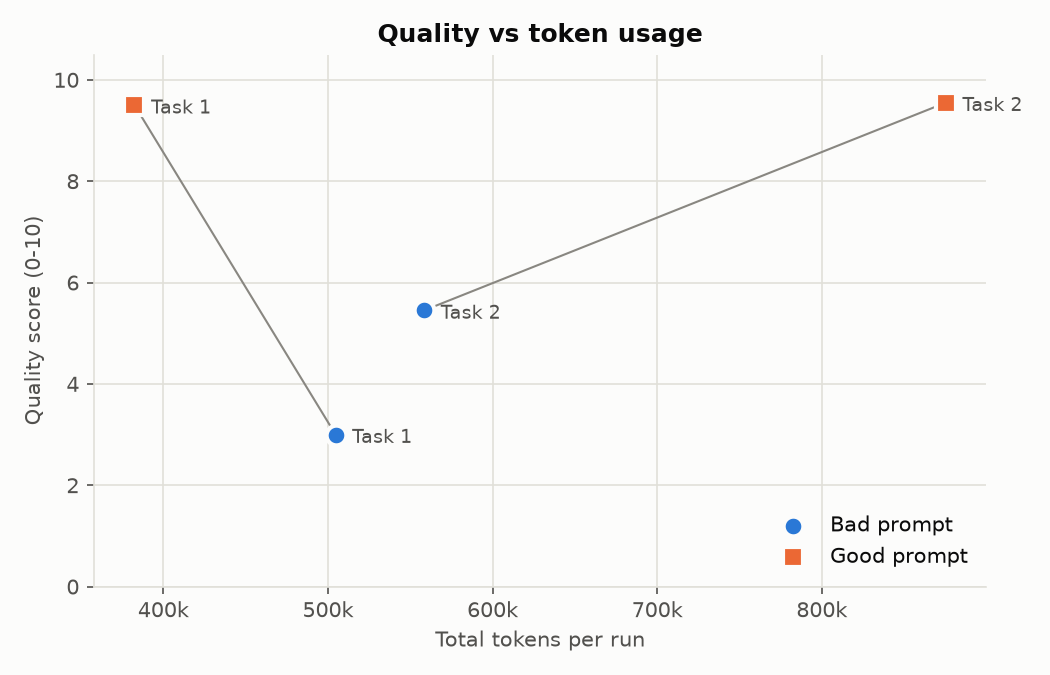 Quality vs token usage
10
8
6
4
2
0
Quality score (0-10)
Task 1
Task 2
Task 2
Task 1
Bad prompt
Good prompt
400k
500k
600k
700k
800k
Total tokens per run